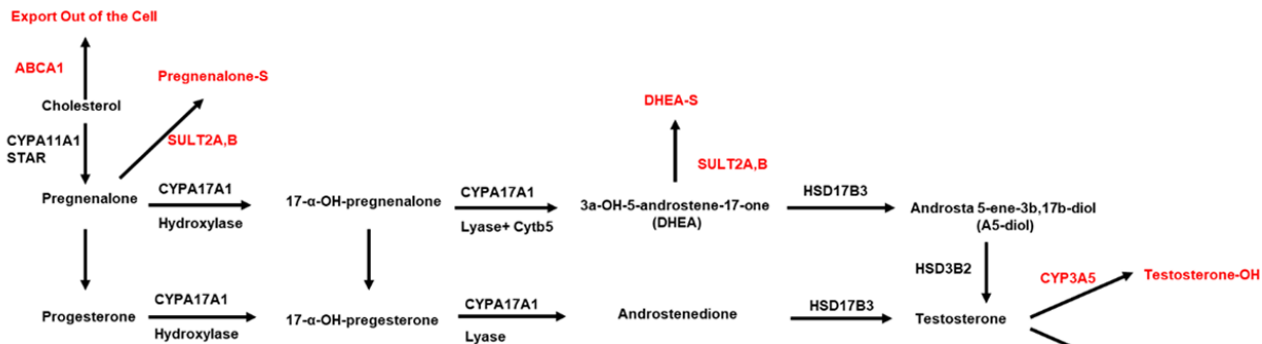 Export Out of the Cell
ABCA1
Pregnenalone-S
Cholesterol
DHEA-S
CYPA11A1
STAR
SULT2A,B
SULT2A,B
Pregnenalone
CYPA17A1
Hydroxylase
17-α-OH-pregnenalone
CYPA17A1
Lyase+ Cytb5
3a-OH-5-androstene-17-one
(DHEA)
HSD17B3
Androsta 5-ene-3b,17b-diol
(A5-diol)
HSD3B2
CYP3A5
Testosterone-OH
Progesterone
CYPA17A1
Hydroxylase
17-α-OH-pregesterone
CYPA17A1
Lyase
Androstenedione
HSD17B3
Testosterone